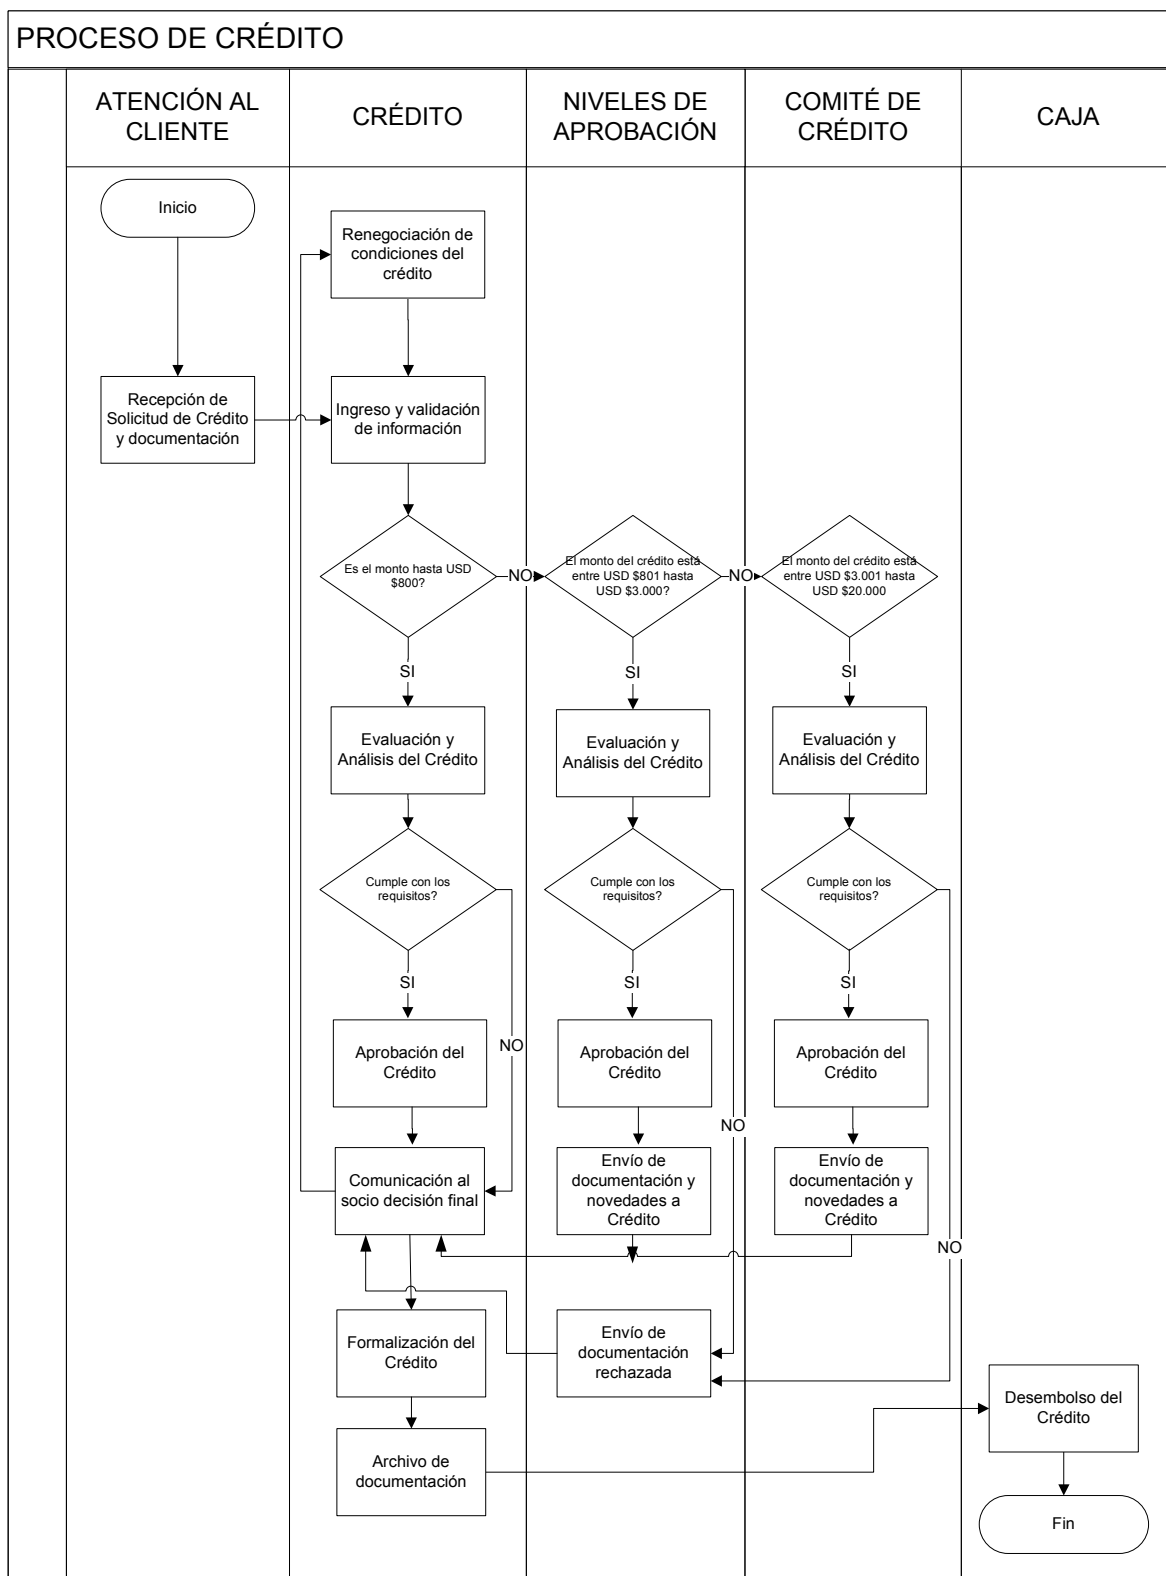 PROCESO DE CRÉDITO
ATENCIÓN AL
CLIENTE
CRÉDITO
NIVELES DE
APROBACIÓN
COMITÉ DE
CRÉDITO
CAJA
Inicio
Renegociación de
condiciones del
crédito
Recepción de
Solicitud de Crédito
y documentación
Ingreso y validación
de información
Es el monto hasta USD
$800?
NO
El monto del crédito está
entre USD $801 hasta
USD $3.000?
NO
El monto del crédito está
entre USD $3.001 hasta
USD $20.000
SI
SI
SI
Evaluación y
Análisis del Crédito
Evaluación y
Análisis del Crédito
Evaluación y
Análisis del Crédito
Cumple con los
requisitos?
Cumple con los
requisitos?
Cumple con los
requisitos?
SI
SI
SI
NO
Aprobación del
Crédito
Aprobación del
Crédito
Aprobación del
Crédito
NO
Comunicación al
socio decisión final
Envío de
documentación y
novedades a
Crédito
Envío de
documentación y
novedades a
Crédito
NO
Formalización del
Crédito
Envío de
documentación
rechazada
Desembolso del
Crédito
Archivo de
documentación
Fin